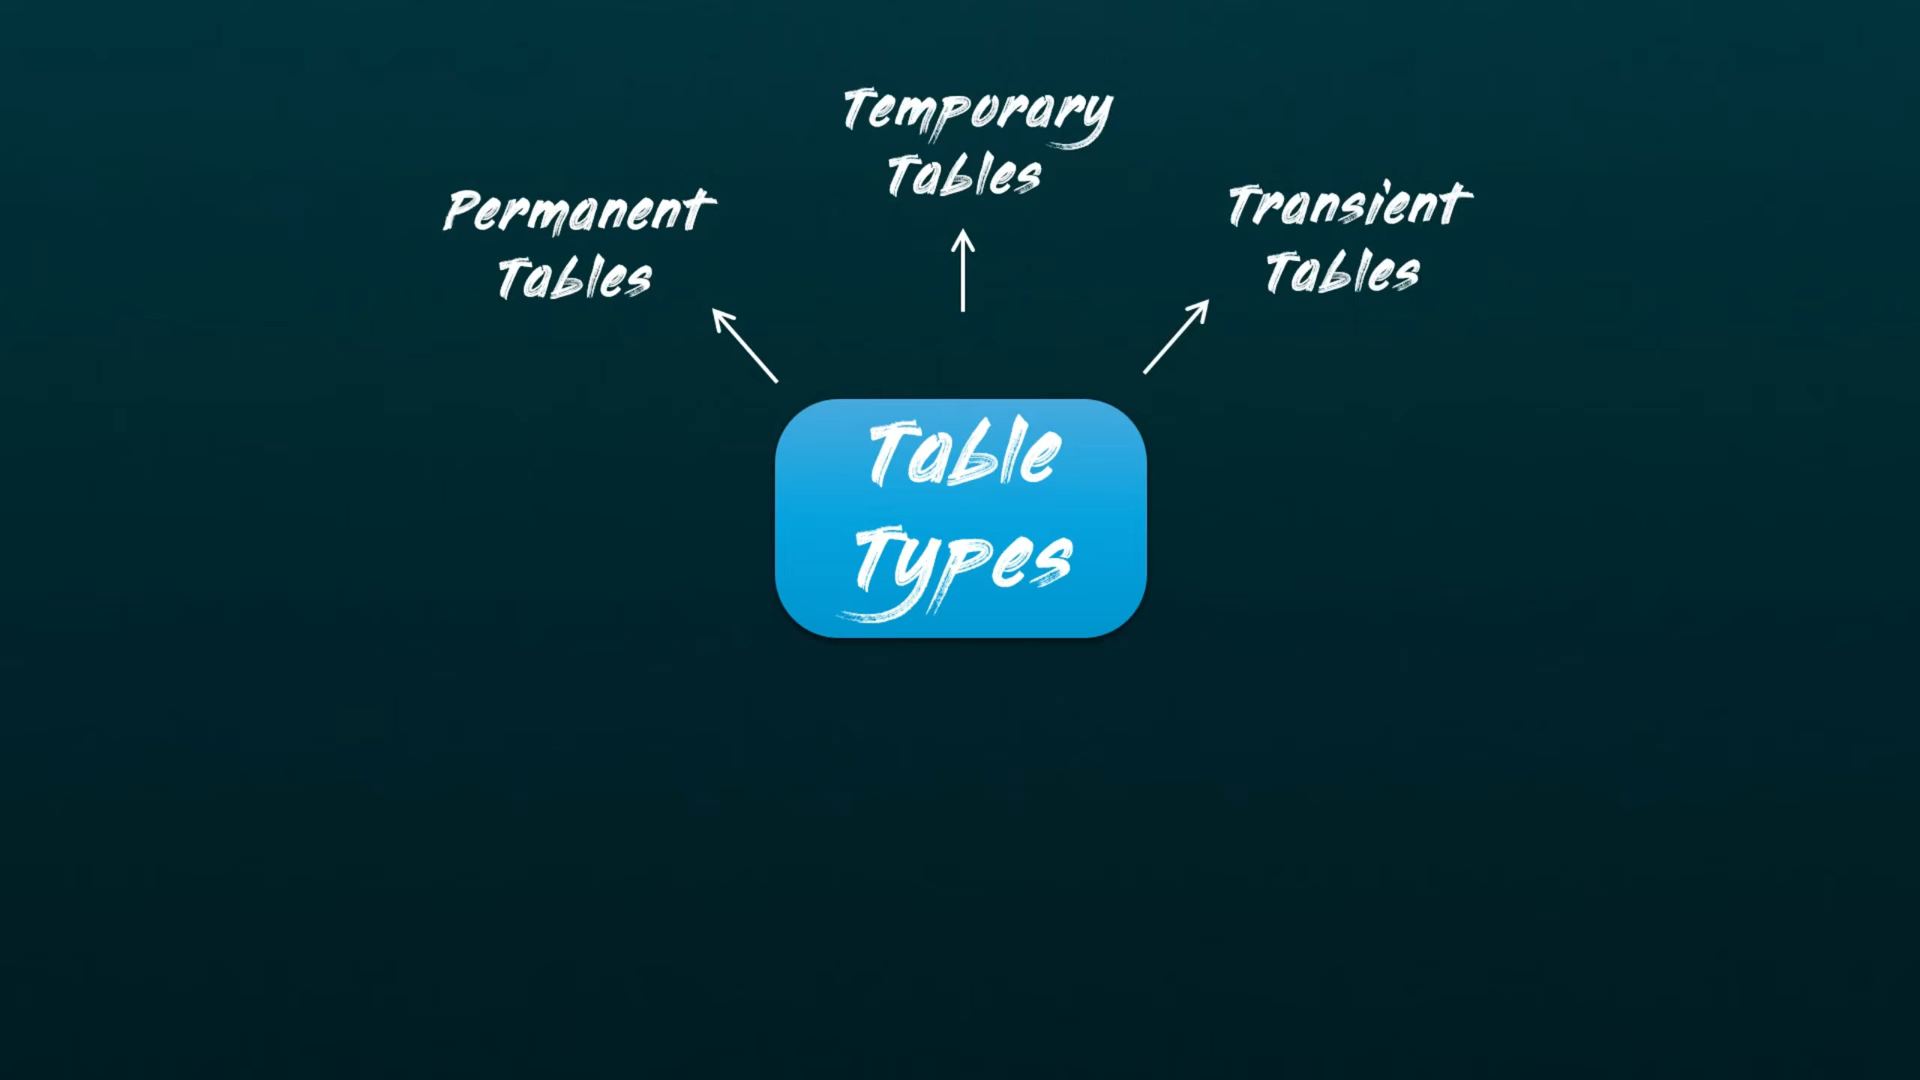 Temporary
Tables
Permanent
Tables
Transient
Tables
Table
Types